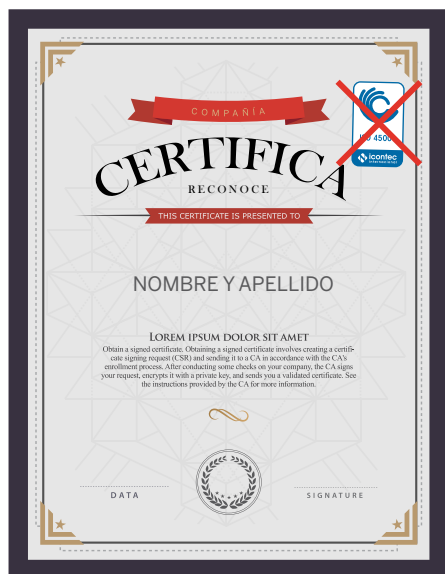 COMPAÑÍA
CERTIFICA
RECONOCE
ISO 4500
icontec
THIS CERTIFICATE IS PRESENTED TO
NOMBRE Y APELLIDO
LOREM IPSUM DOLOR SIT AMET
Obtain a signed certificate. Obtaining a signed certificate involves creating a certifi-
cate signing request (CSR) and sending it to a CA in accordance with the CA's
enrollment process. After conducting some checks on your company, the CA signs
your request, encrypts it with a private key, and sends you a validated certificate. See
the instructions provided by the CA for more information.
DATA
SIGNATURE